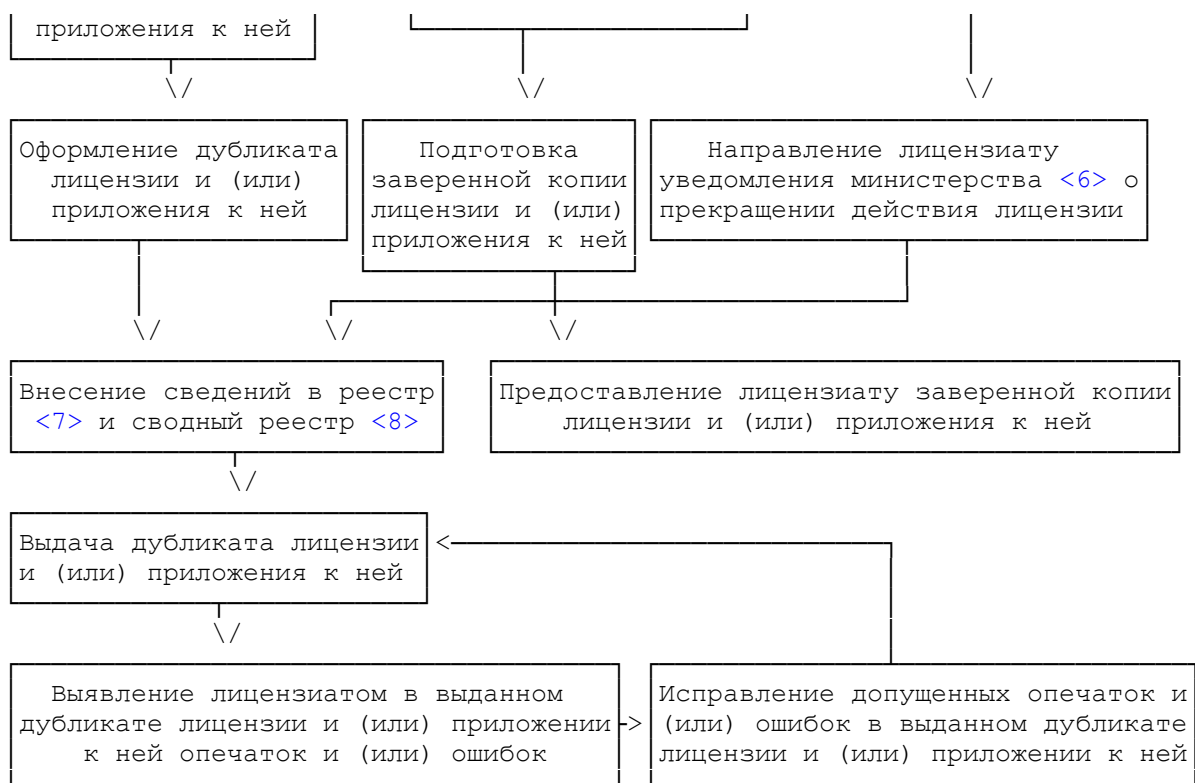 приложения к ней
Оформление дубликата
лицензии и (или)
приложения к ней
Подготовка
заверенной копии
лицензии и (или)
приложения к ней
Направление лицензиату
уведомления министерства <6> о
прекращении действия лицензии
Внесение сведений в реестр
<7> и сводный реестр <8>
Предоставление лицензиату заверенной копии
лицензии и (или) приложения к ней
Выдача дубликата лицензии
и (или) приложения к ней
Выявление лицензиатом в выданном
дубликате лицензии и (или) приложении
к ней опечаток и (или) ошибок
Исправление допущенных опечаток и
(или) ошибок в выданном дубликате
лицензии и (или) приложении к ней